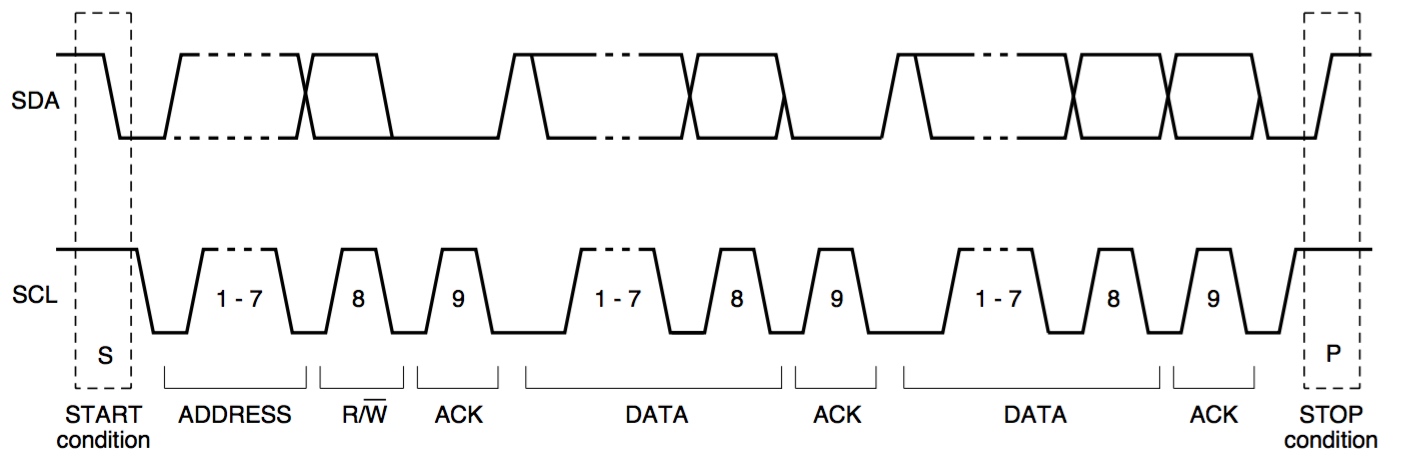 SDA
SCL
1 - 7 8 9 1 - 7 8 9 1 - 7 8 9
S P
START condition
ADDRESS
R/W̅
ACK
DATA
ACK
DATA
ACK
STOP condition